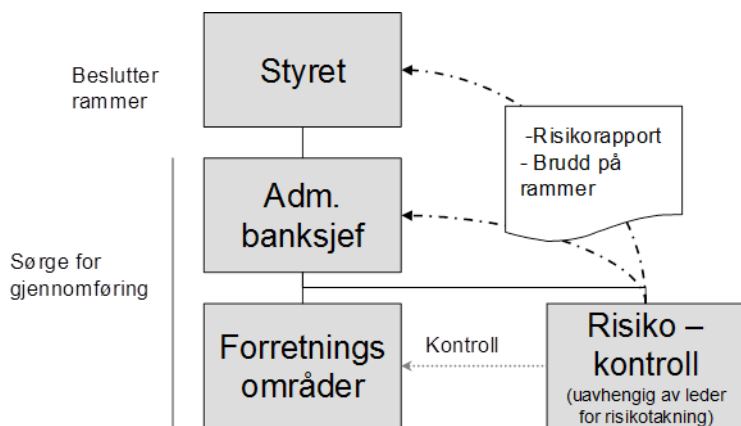 Beslutter
rammer
Styret
-Risikorapport
- Brudd på
rammer
Adm.
banksjef
Sørge for
gjennomføring
Forretnings
områder
Kontroll
Risiko –
kontroll
(uavhengig av leder
for risikotakning)